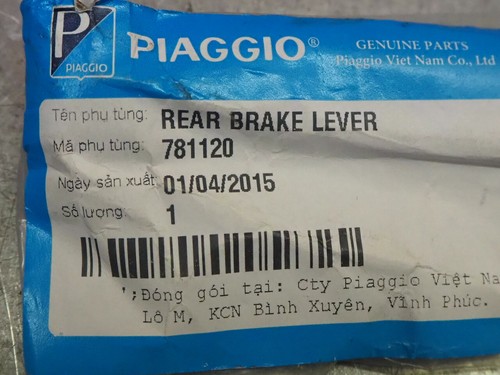 PIAGGIO
PIAGGIO® GENUINE PARTS
Piaggio Viet Nam Co., Ltd
Tên phụ tùng: REAR BRAKE LEVER
Mã phụ tùng: 781120
Ngày sản xuất: 01/04/2015
Số lượng: 1
';Đóng gói tại: Cty Piaggio Việt Na
Lô M, KCN Bình Xuyên, Vĩnh Phúc.